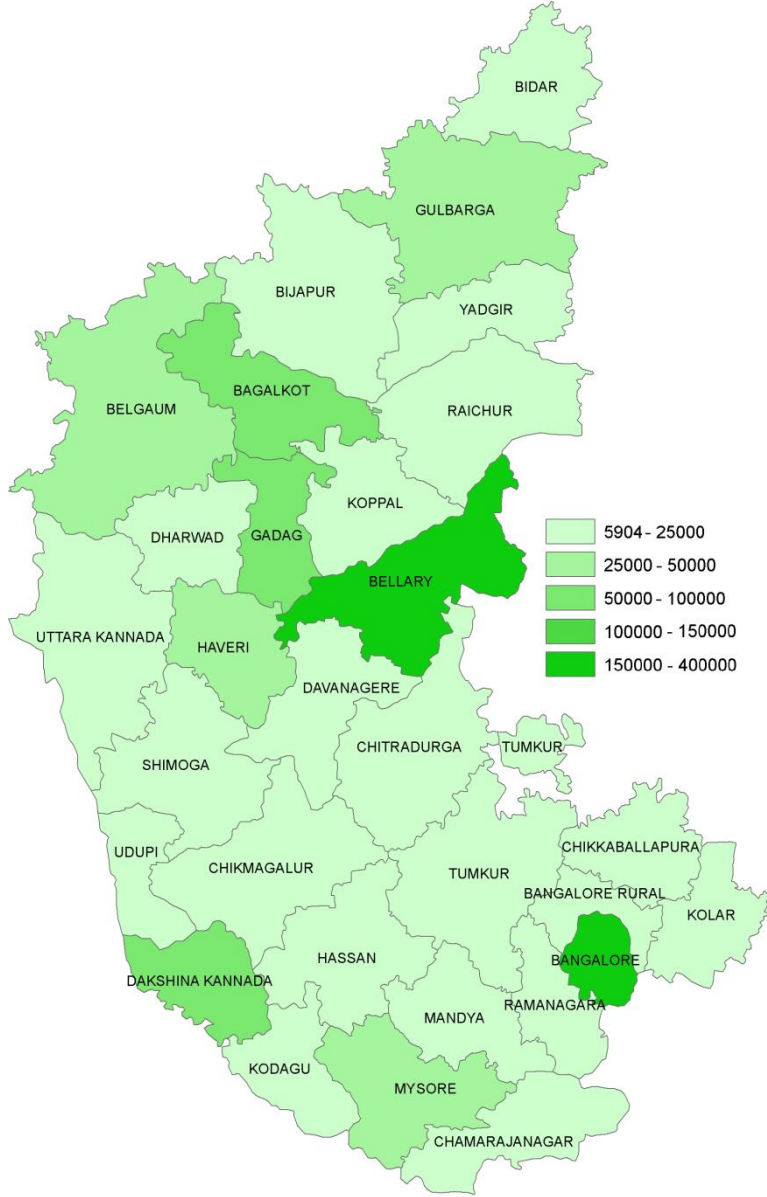 BIDAR
GULBARGA
BIJAPUR
YADGIR
BAGALKOT
BELGAUM
RAICHUR
KOPPAL
DHARWAD
GADAG
5904 - 25000
25000 - 50000
50000 - 100000
100000 - 150000
150000 - 400000
BELLARY
UTTARA KANNADA
HAVERI
DAVANAGERE
CHITRADURGA
TUMKUR
SHIMOGA
UDUPI
CHIKMAGALUR
TUMKUR
CHIKKABALLAPURA
BANGALORE RURAL
KOLAR
HASSAN
BANGALORE
DAKSHINA KANNADA
RAMANAGARA
MANDYA
KODAGU
MYSORE
CHAMARAJANAGAR